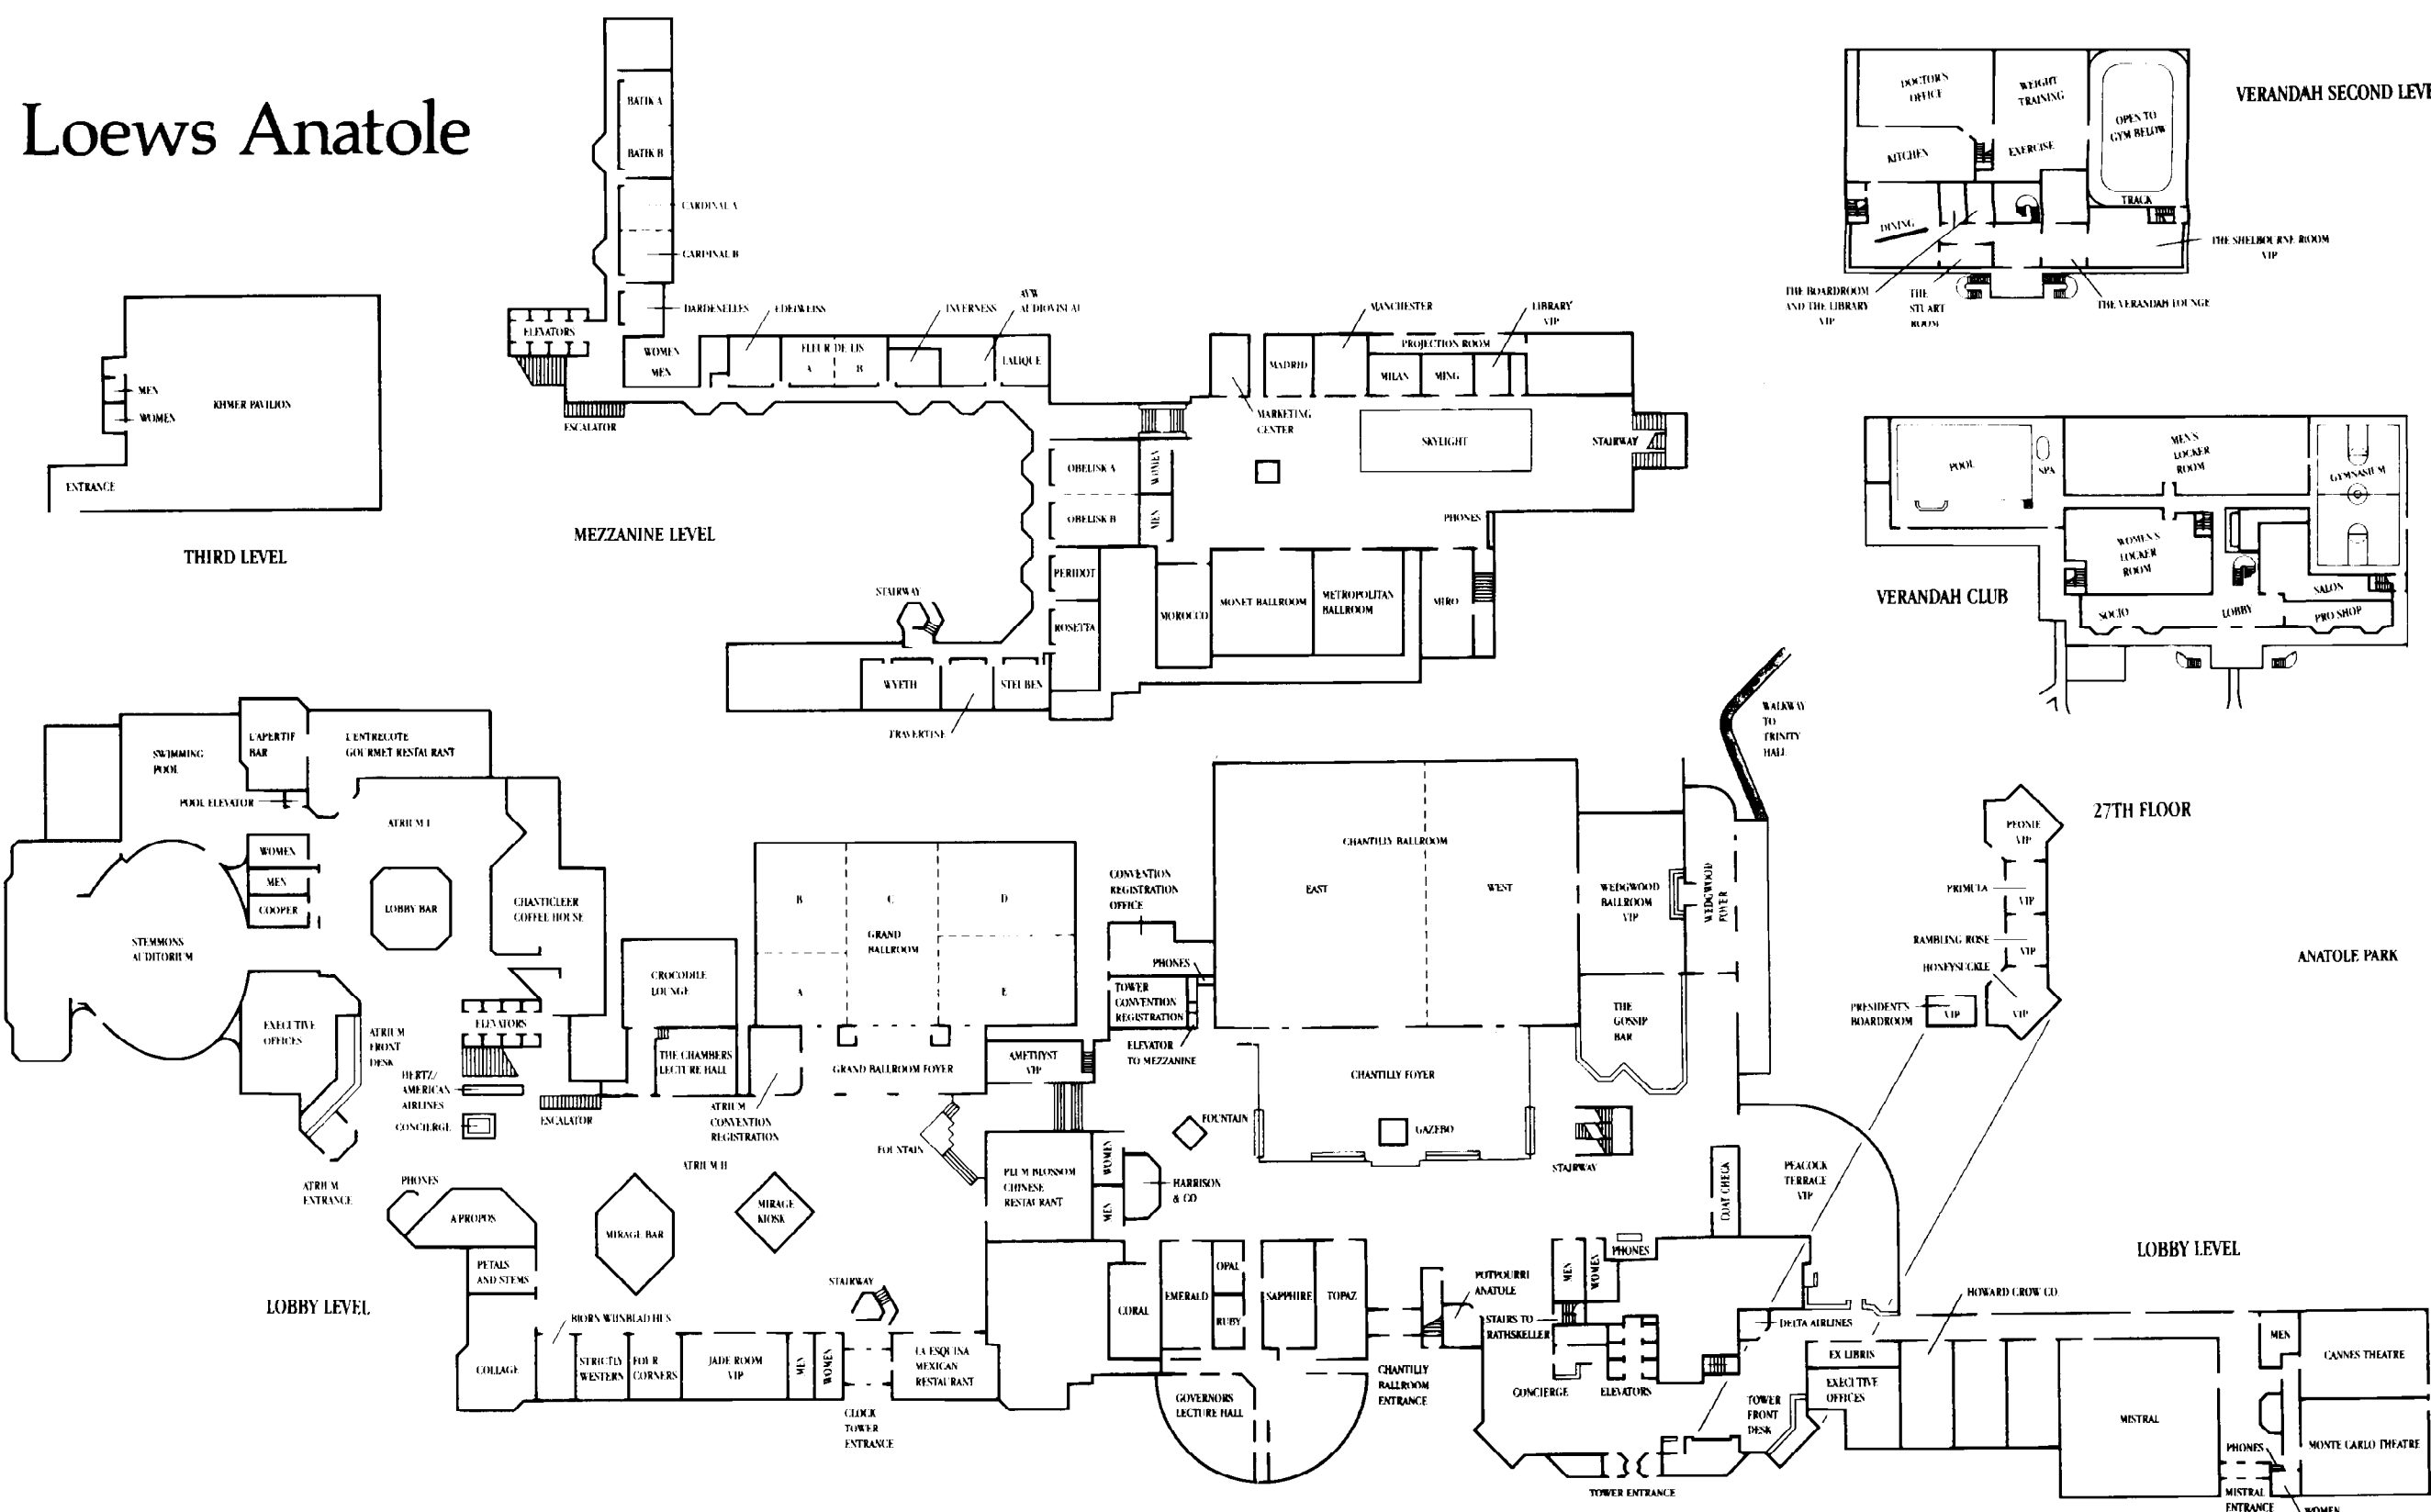 Loews Anatole
BATIK A
BATIK B
CARDINAL A
CARDINAL B
DARDENELLES
EDELWEISS
INVERNESS
AVW
AUDIOVISUAL
ELEVATORS
WOMEN
MEN
FLEUR DE LIS
A
B
LALIQUE
ESCALATOR
MANCHESTER
LIBRARY
VIP
PROJECTION ROOM
MADRID
MILAN
MING
MARKETING
CENTER
SKYLIGHT
STAIRWAY
OBELISK A
WOMEN
OBELISK B
MEN
PHONES
PERIDOT
ROSETTA
MOROCCO
MONET BALLROOM
METROPOLITAN
BALLROOM
MIRO
STAIRWAY
WYETH
STEUBEN
TRAVERTINE
MEZZANINE LEVEL
MEN
WOMEN
KHMER PAVILION
ENTRANCE
THIRD LEVEL
VERANDAH SECOND LEVE
DOCTOR'S
OFFICE
WEIGHT
TRAINING
OPEN TO
GYM BELOW
KITCHEN
EXERCISE
TRACK
DINING
THE SHELBOURNE ROOM
VIP
THE BOARDROOM
AND THE LIBRARY
VIP
THE
STUART
ROOM
THE VERANDAH LOUNGE
POOL
SPA
MEN'S
LOCKER
ROOM
GYMNASIUM
WOMEN'S
LOCKER
ROOM
SALON
SOCIO
LOBBY
PRO SHOP
VERANDAH CLUB
WALKWAY
TO
TRINITY
HALL
SWIMMING
POOL
L'APERTIF
BAR
L'ENTRECOTE
GOURMET RESTAURANT
POOL ELEVATOR
ATRIUM I
WOMEN
MEN
COOPER
LOBBY BAR
CHANTICLEER
COFFEE HOUSE
STEMMONS
AUDITORIUM
EXECUTIVE
OFFICES
ATRIUM
FRONT
DESK
ELEVATORS
HERTZ/
AMERICAN
AIRLINES
CONCIERGE
ESCALATOR
ATRIUM
ENTRANCE
PHONES
CROCODILE
LOUNGE
THE CHAMBERS
LECTURE HALL
B
C
D
GRAND
BALLROOM
A
E
GRAND BALLROOM FOYER
AMETHYST
VIP
ATRIUM
CONVENTION
REGISTRATION
ATRIUM II
FOUNTAIN
CONVENTION
REGISTRATION
OFFICE
PHONES
TOWER
CONVENTION
REGISTRATION
ELEVATOR
TO MEZZANINE
CHANTILLY BALLROOM
EAST
WEST
WEDGWOOD
BALLROOM
VIP
WEDGWOOD
FOYER
THE
GOSSIP
BAR
CHANTILLY FOYER
FOUNTAIN
GAZEBO
STAIRWAY
PLUM BLOSSOM
CHINESE
RESTAURANT
WOMEN
MEN
HARRISON
& CO
COAT CHECK
PEACOCK
TERRACE
VIP
A PROPOS
PETALS
AND STEMS
MIRAGE BAR
MIRAGE
KIOSK
STAIRWAY
LOBBY LEVEL
BJORN WIINBLAD HUS
COLLAGE
STRICTLY
WESTERN
FOUR
CORNERS
JADE ROOM
VIP
MEN
WOMEN
LA ESQUINA
MEXICAN
RESTAURANT
CLOCK
TOWER
ENTRANCE
CORAL
EMERALD
OPAL
RUBY
SAPPHIRE
TOPAZ
GOVERNORS
LECTURE HALL
CHANTILLY
BALLROOM
ENTRANCE
POTPOURRI
ANATOLE
STAIRS TO
RATHSKELLER
MEN
WOMEN
PHONES
CONCIERGE
ELEVATORS
DELTA AIRLINES
TOWER
FRONT
DESK
TOWER ENTRANCE
EX LIBRIS
EXECUTIVE
OFFICES
HOWARD CROW CO.
MISTRAL
MEN
CANNES THEATRE
MONTE CARLO THEATRE
PHONES
MISTRAL
ENTRANCE
WOMEN
LOBBY LEVEL
27TH FLOOR
PEONIE
VIP
PRIMULA
VIP
RAMBLING ROSE
VIP
HONEYSUCKLE
VIP
PRESIDENT'S
BOARDROOM
VIP
ANATOLE PARK